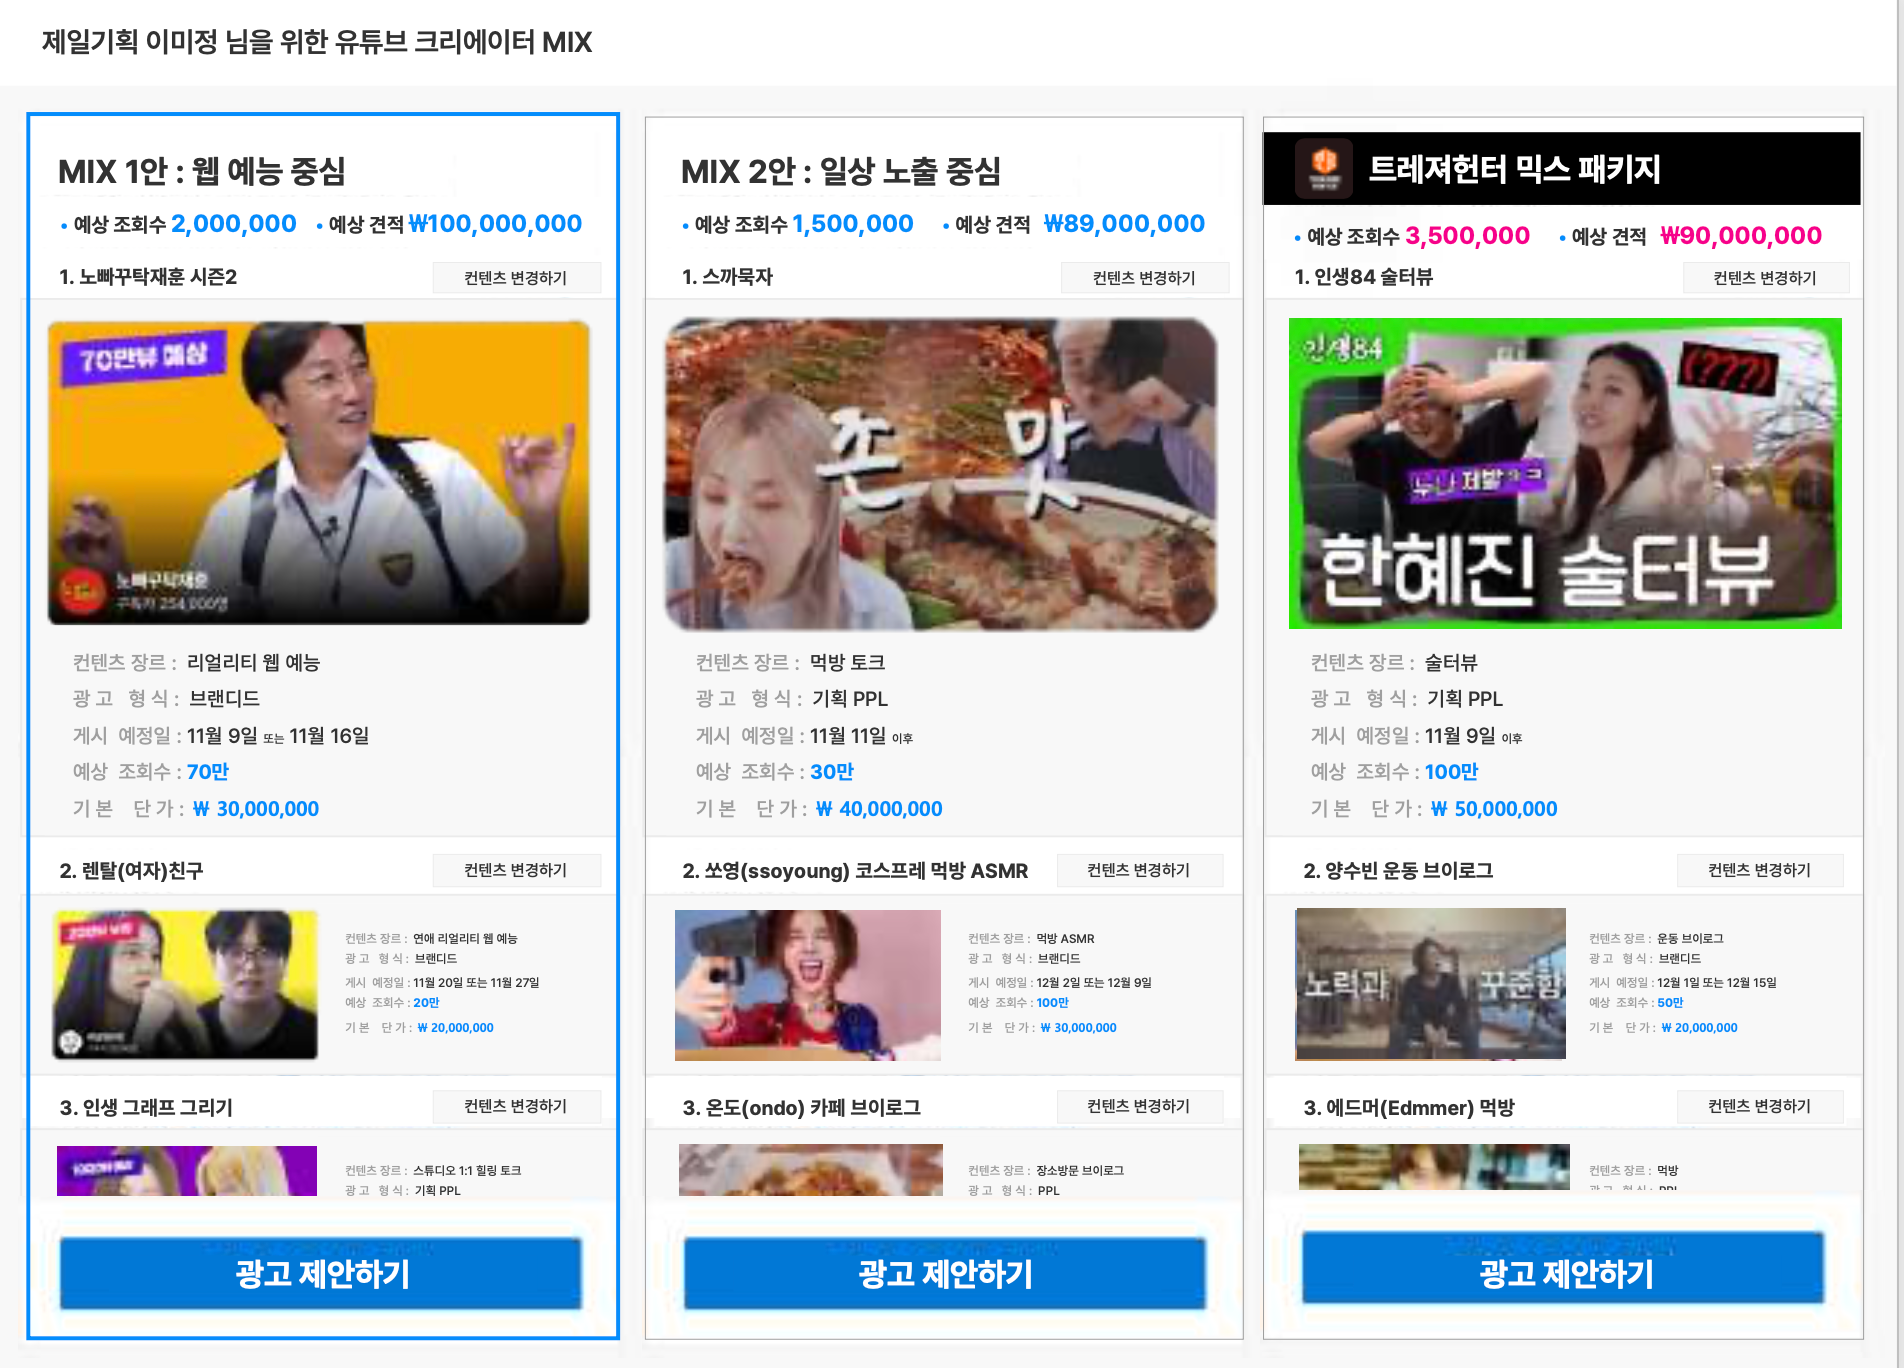 제일기획 이미정 님을 위한 유튜브 크리에이터 MIX
MIX 1안 : 웹 예능 중심
• 예상 조회수 2,000,000 • 예상 견적 ₩100,000,000
1. 노빠꾸탁재훈 시즌2
컨텐츠 변경하기
70만뷰 예상
노빠꾸탁재훈
구독자 254,000명
컨텐츠 장르 : 리얼리티 웹 예능
광 고 형 식 : 브랜디드
게시 예정일 : 11월 9일 또는 11월 16일
예상 조회수 : 70만
기 본 단 가 : ₩ 30,000,000
2. 렌탈(여자)친구
컨텐츠 변경하기
컨텐츠 장르 : 연애 리얼리티 웹 예능
광 고 형 식 : 브랜디드
게시 예정일 : 11월 20일 또는 11월 27일
예상 조회수 : 20만
기 본 단 가 : ₩ 20,000,000
3. 인생 그래프 그리기
컨텐츠 변경하기
컨텐츠 장르 : 스튜디오 1:1 힐링 토크
광 고 형 식 : 기획 PPL
광고 제안하기
MIX 2안 : 일상 노출 중심
• 예상 조회수 1,500,000 • 예상 견적 ₩89,000,000
1. 스까묵자
컨텐츠 변경하기
존 맛
컨텐츠 장르 : 먹방 토크
광 고 형 식 : 기획 PPL
게시 예정일 : 11월 11일 이후
예상 조회수 : 30만
기 본 단 가 : ₩ 40,000,000
2. 쏘영(ssoyoung) 코스프레 먹방 ASMR
컨텐츠 변경하기
컨텐츠 장르 : 먹방 ASMR
광 고 형 식 : 브랜디드
게시 예정일 : 12월 2일 또는 12월 9일
예상 조회수 : 100만
기 본 단 가 : ₩ 30,000,000
3. 온도(ondo) 카페 브이로그
컨텐츠 변경하기
컨텐츠 장르 : 장소방문 브이로그
광 고 형 식 : PPL
광고 제안하기
트레져헌터 믹스 패키지
• 예상 조회수 3,500,000 • 예상 견적 ₩90,000,000
1. 인생84 술터뷰
컨텐츠 변경하기
인생84
(???)
누나 제발ㅋㅋ
한혜진 술터뷰
컨텐츠 장르 : 술터뷰
광 고 형 식 : 기획 PPL
게시 예정일 : 11월 9일 이후
예상 조회수 : 100만
기 본 단 가 : ₩ 50,000,000
2. 양수빈 운동 브이로그
컨텐츠 변경하기
노력과 꾸준함
컨텐츠 장르 : 운동 브이로그
광 고 형 식 : 브랜디드
게시 예정일 : 12월 1일 또는 12월 15일
예상 조회수 : 50만
기 본 단 가 : ₩ 20,000,000
3. 에드머(Edmmer) 먹방
컨텐츠 변경하기
컨텐츠 장르 : 먹방
광 고 형 식 : PPL
광고 제안하기